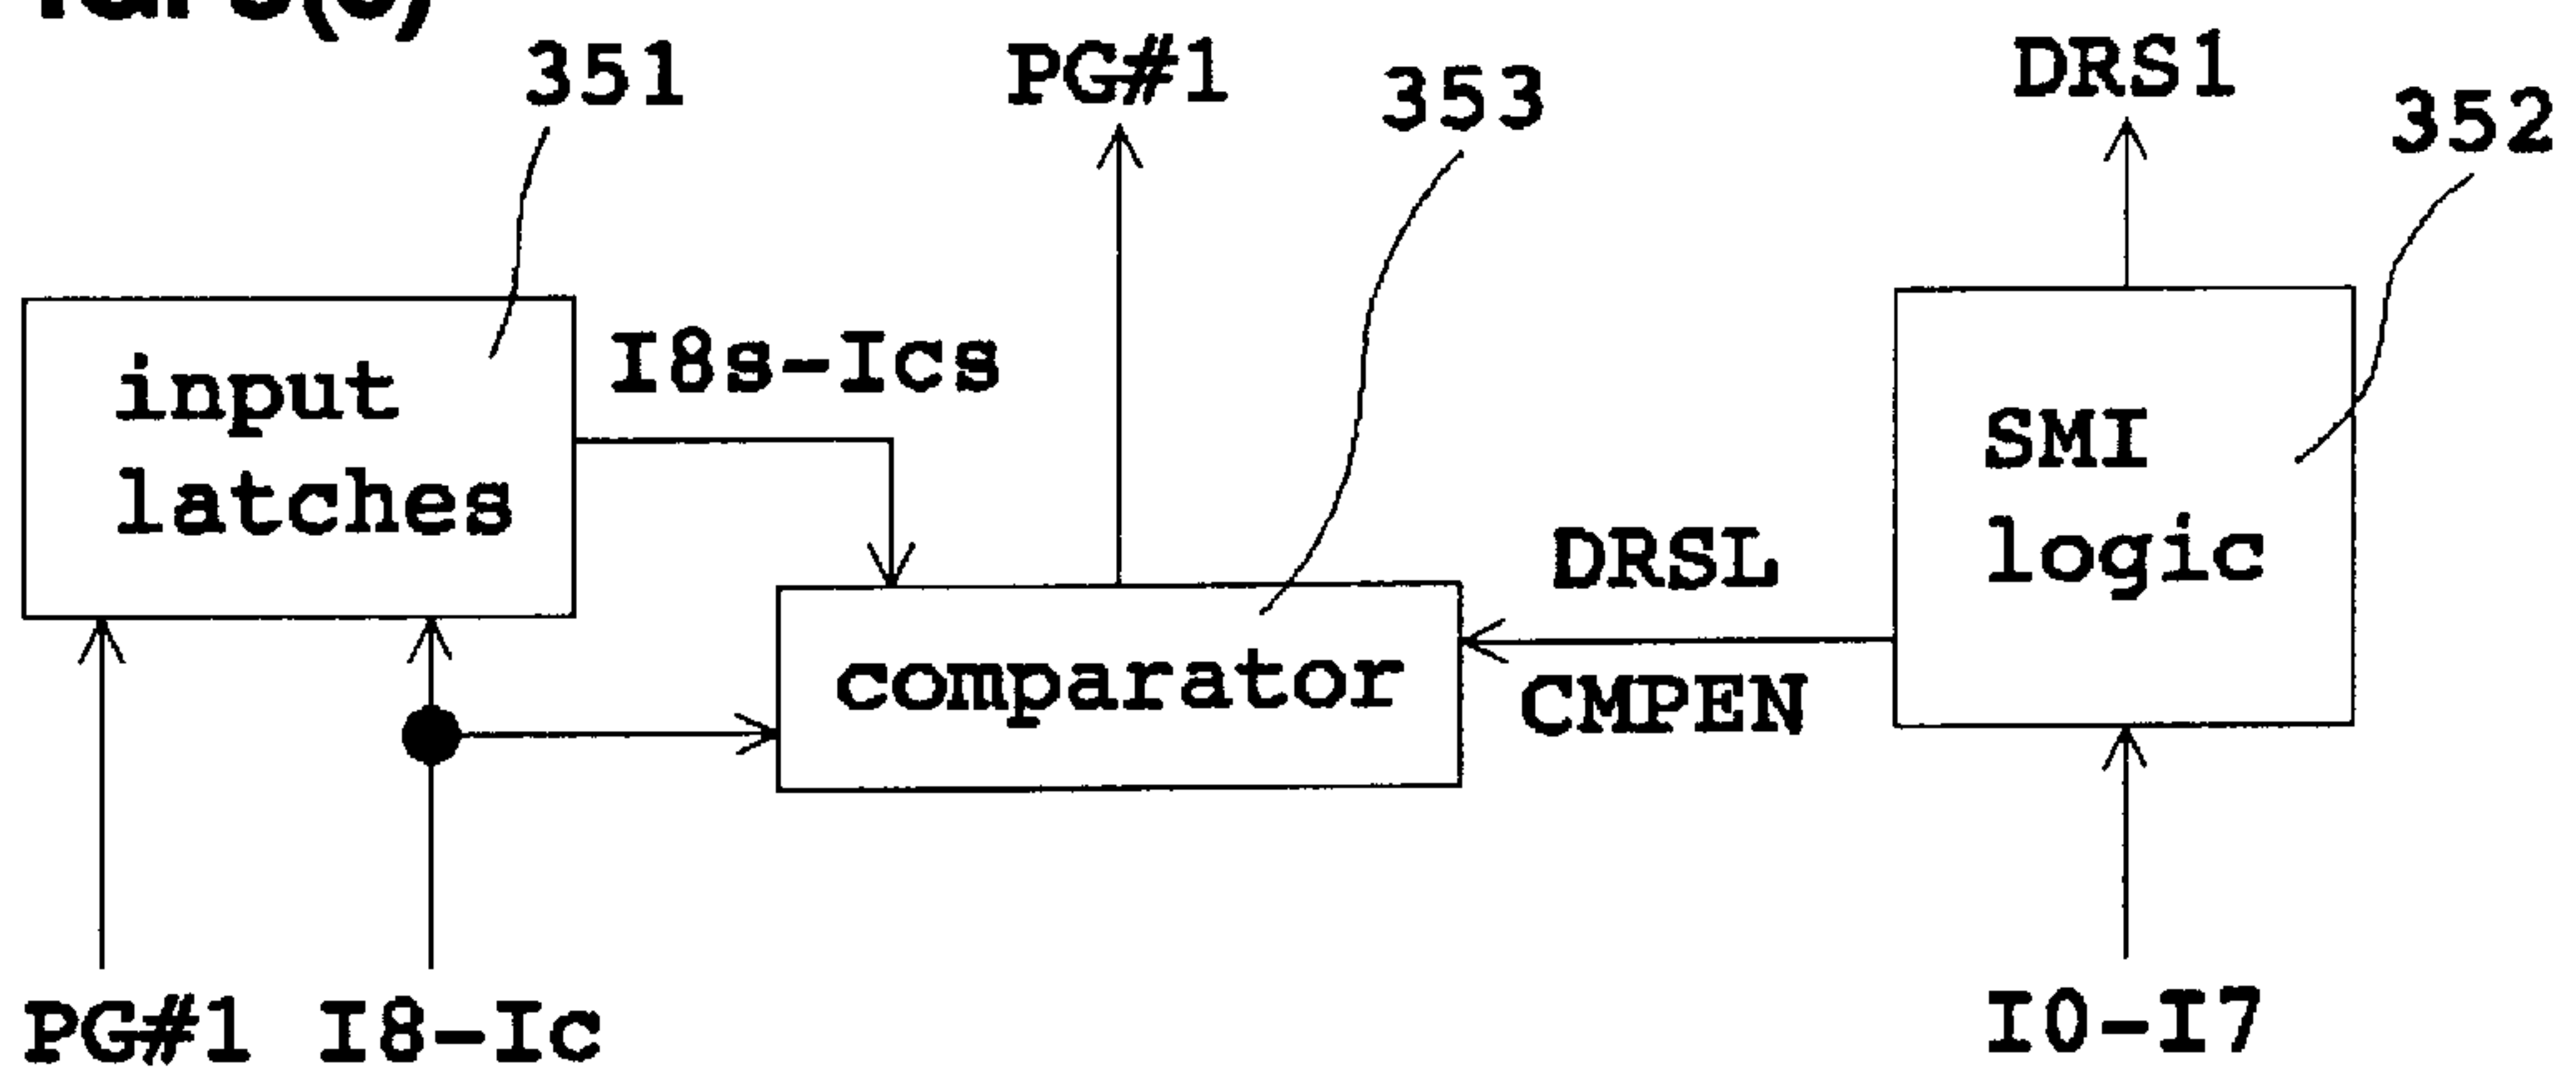 351
PG#1
353
DRS1
352
input
latches
I8s-Ics
SMI
logic
DRSL
comparator
CMPEN
PG#1
I8-Ic
I0-I7